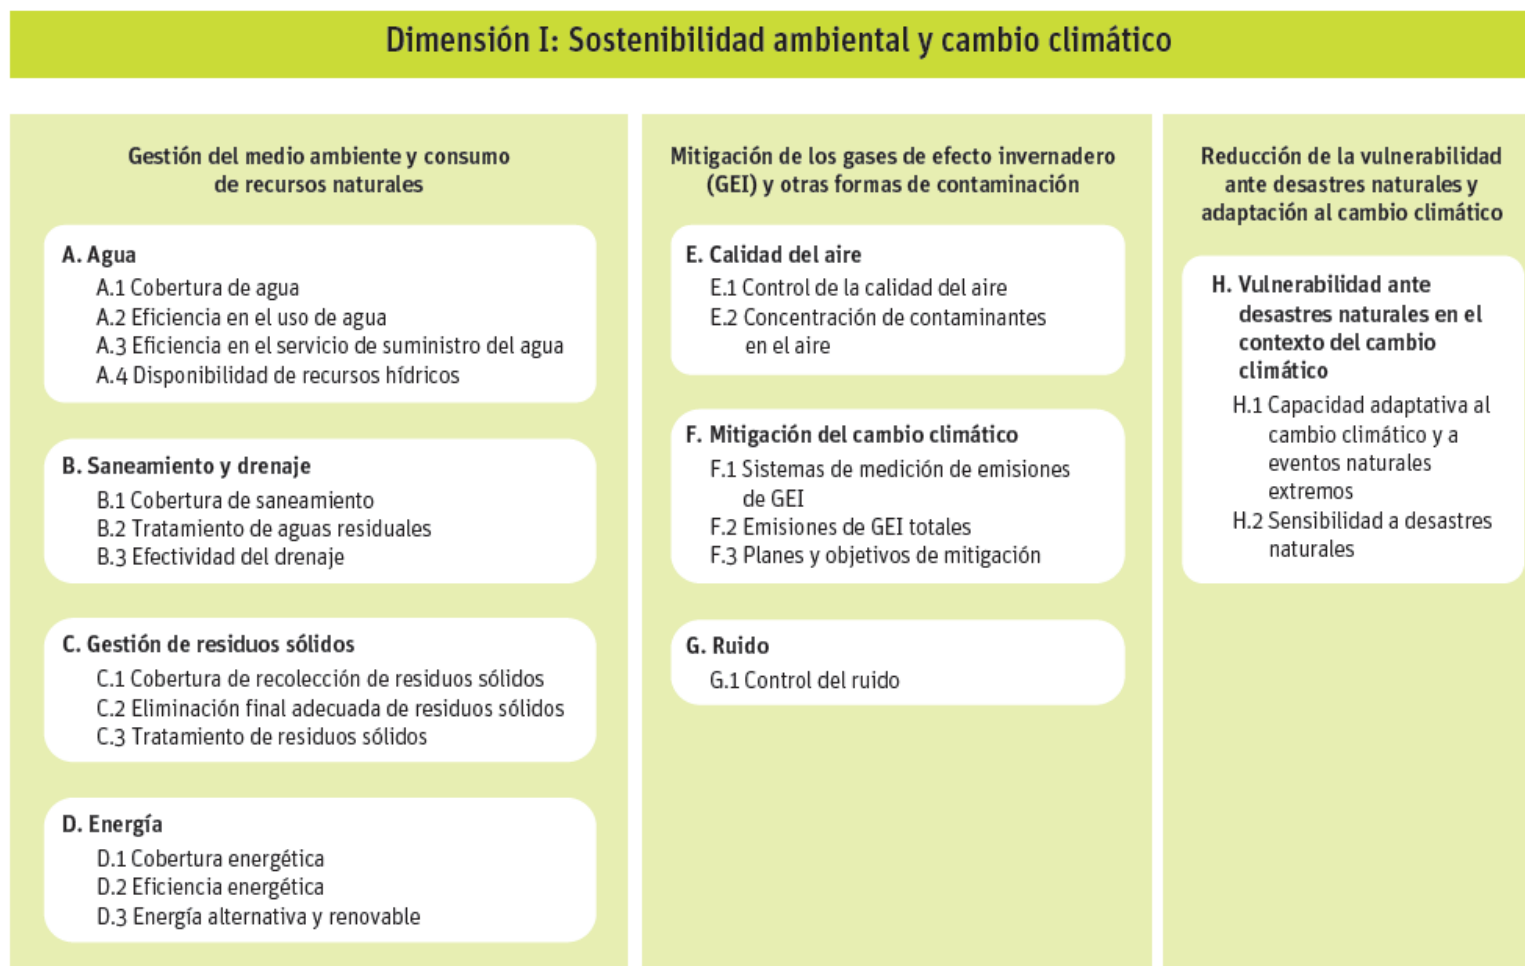 Dimensión I: Sostenibilidad ambiental y cambio climático
Gestión del medio ambiente y consumo
de recursos naturales
A. Agua
A.1 Cobertura de agua
A.2 Eficiencia en el uso de agua
A.3 Eficiencia en el servicio de suministro del agua
A.4 Disponibilidad de recursos hídricos
B. Saneamiento y drenaje
B.1 Cobertura de saneamiento
B.2 Tratamiento de aguas residuales
B.3 Efectividad del drenaje
C. Gestión de residuos sólidos
C.1 Cobertura de recolección de residuos sólidos
C.2 Eliminación final adecuada de residuos sólidos
C.3 Tratamiento de residuos sólidos
D. Energía
D.1 Cobertura energética
D.2 Eficiencia energética
D.3 Energía alternativa y renovable
Mitigación de los gases de efecto invernadero
(GEI) y otras formas de contaminación
E. Calidad del aire
E.1 Control de la calidad del aire
E.2 Concentración de contaminantes
en el aire
F. Mitigación del cambio climático
F.1 Sistemas de medición de emisiones
de GEI
F.2 Emisiones de GEI totales
F.3 Planes y objetivos de mitigación
G. Ruido
G.1 Control del ruido
Reducción de la vulnerabilidad
ante desastres naturales y
adaptación al cambio climático
H. Vulnerabilidad ante
desastres naturales en el
contexto del cambio
climático
H.1 Capacidad adaptativa al
cambio climático y a
eventos naturales
extremos
H.2 Sensibilidad a desastres
naturales